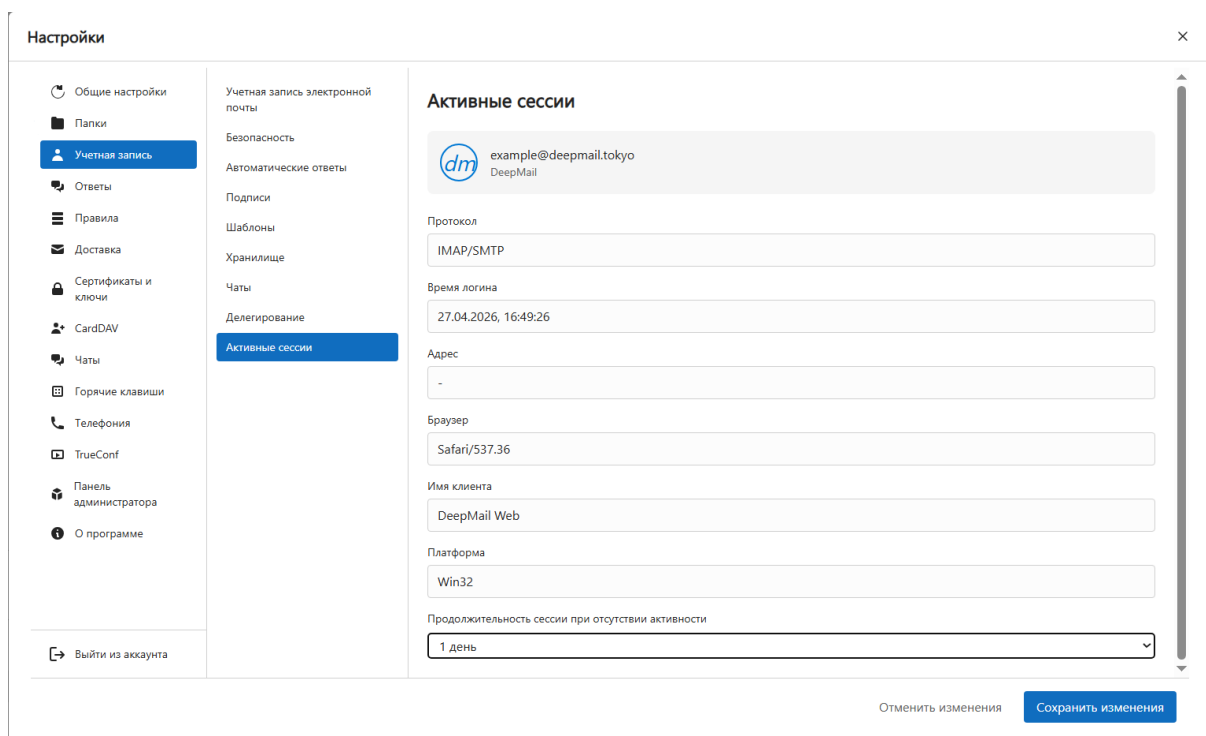 Настройки
Общие настройки
Папки
Учетная запись
Ответы
Правила
Доставка
Сертификаты и
ключи
CardDAV
Чаты
Горячие клавиши
Телефония
TrueConf
Панель
администратора
О программе
Выйти из аккаунта
Учетная запись электронной
почты
Безопасность
Автоматические ответы
Подписи
Шаблоны
Хранилище
Чаты
Делегирование
Активные сессии
Активные сессии
dm
example@deepmail.tokyo
DeepMail
Протокол
IMAP/SMTP
Время логина
27.04.2026, 16:49:26
Адрес
-
Браузер
Safari/537.36
Имя клиента
DeepMail Web
Платформа
Win32
Продолжительность сессии при отсутствии активности
1 день
Отменить изменения
Сохранить изменения